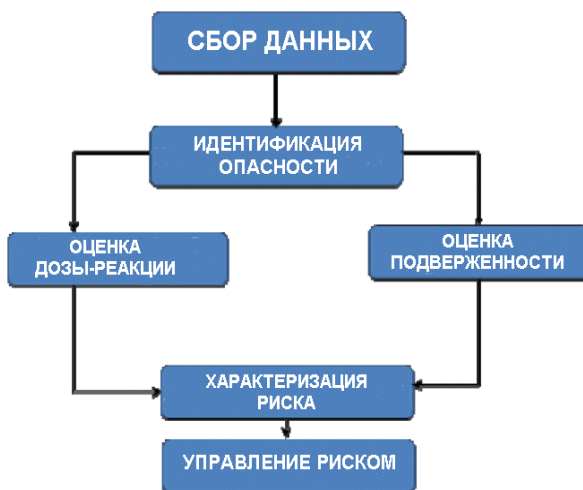 СБОР ДАННЫХ
ИДЕНТИФИКАЦИЯ
ОПАСНОСТИ
ОЦЕНКА
ДОЗЫ-РЕАКЦИИ
ОЦЕНКА
ПОДВЕРЖЕННОСТИ
ХАРАКТЕРИЗАЦИЯ
РИСКА
УПРАВЛЕНИЕ РИСКОМ